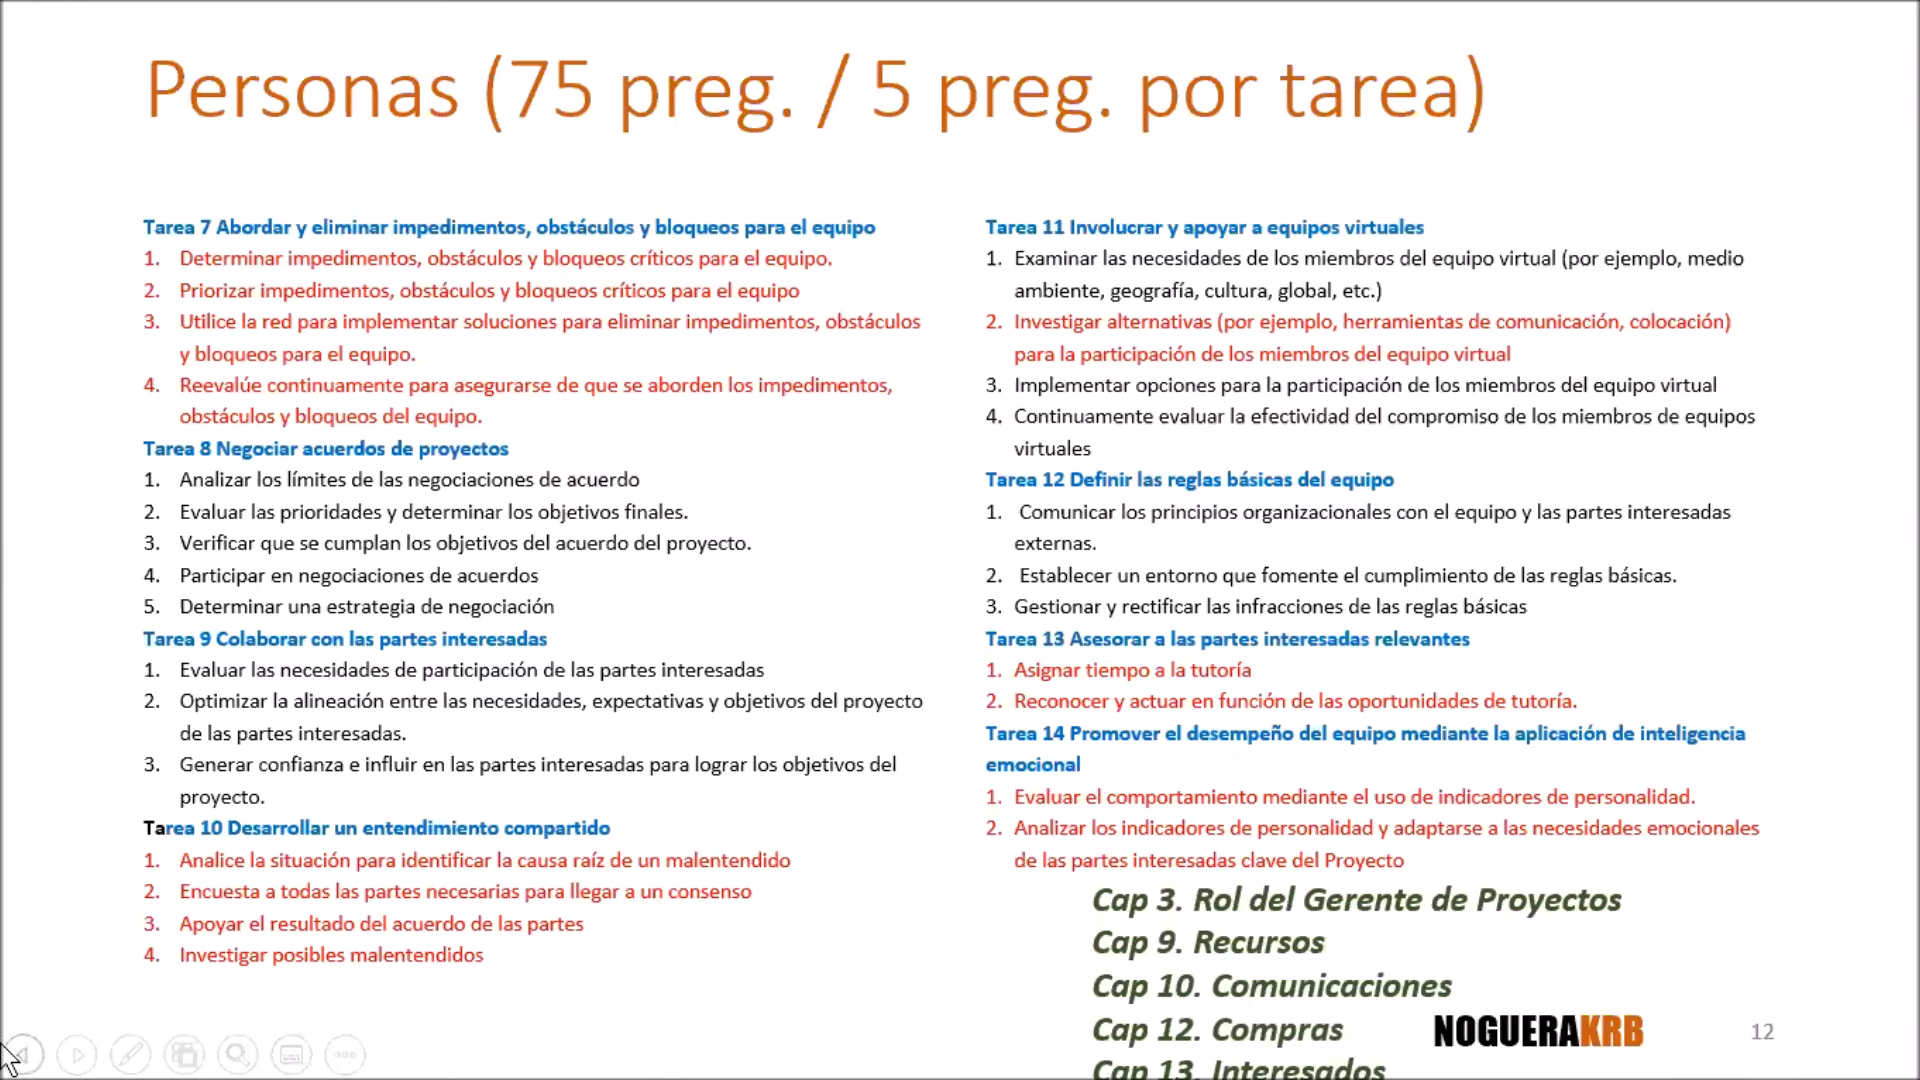 Personas (75 preg. / 5 preg. por tarea)
Tarea 7 Abordar y eliminar impedimentos, obstáculos y bloqueos para el equipo
1. Determinar impedimentos, obstáculos y bloqueos críticos para el equipo.
2. Priorizar impedimentos, obstáculos y bloqueos críticos para el equipo
3. Utilice la red para implementar soluciones para eliminar impedimentos, obstáculos
y bloqueos para el equipo.
4. Reevalúe continuamente para asegurarse de que se aborden los impedimentos,
obstáculos y bloqueos del equipo.
Tarea 8 Negociar acuerdos de proyectos
1. Analizar los límites de las negociaciones de acuerdo
2. Evaluar las prioridades y determinar los objetivos finales.
3. Verificar que se cumplan los objetivos del acuerdo del proyecto.
4. Participar en negociaciones de acuerdos
5. Determinar una estrategia de negociación
Tarea 9 Colaborar con las partes interesadas
1. Evaluar las necesidades de participación de las partes interesadas
2. Optimizar la alineación entre las necesidades, expectativas y objetivos del proyecto
de las partes interesadas.
3. Generar confianza e influir en las partes interesadas para lograr los objetivos del
proyecto.
Tarea 10 Desarrollar un entendimiento compartido
1. Analice la situación para identificar la causa raíz de un malentendido
2. Encuesta a todas las partes necesarias para llegar a un consenso
3. Apoyar el resultado del acuerdo de las partes
4. Investigar posibles malentendidos
Tarea 11 Involucrar y apoyar a equipos virtuales
1. Examinar las necesidades de los miembros del equipo virtual (por ejemplo, medio
ambiente, geografía, cultura, global, etc.)
2. Investigar alternativas (por ejemplo, herramientas de comunicación, colocación)
para la participación de los miembros del equipo virtual
3. Implementar opciones para la participación de los miembros del equipo virtual
4. Continuamente evaluar la efectividad del compromiso de los miembros de equipos
virtuales
Tarea 12 Definir las reglas básicas del equipo
1. Comunicar los principios organizacionales con el equipo y las partes interesadas
externas.
2. Establecer un entorno que fomente el cumplimiento de las reglas básicas.
3. Gestionar y rectificar las infracciones de las reglas básicas
Tarea 13 Asesorar a las partes interesadas relevantes
1. Asignar tiempo a la tutoría
2. Reconocer y actuar en función de las oportunidades de tutoría.
Tarea 14 Promover el desempeño del equipo mediante la aplicación de inteligencia
emocional
1. Evaluar el comportamiento mediante el uso de indicadores de personalidad.
2. Analizar los indicadores de personalidad y adaptarse a las necesidades emocionales
de las partes interesadas clave del Proyecto
Cap 3. Rol del Gerente de Proyectos
Cap 9. Recursos
Cap 10. Comunicaciones
Cap 12. Compras
Cap 13. Interesados
NOGUERAKRB
12